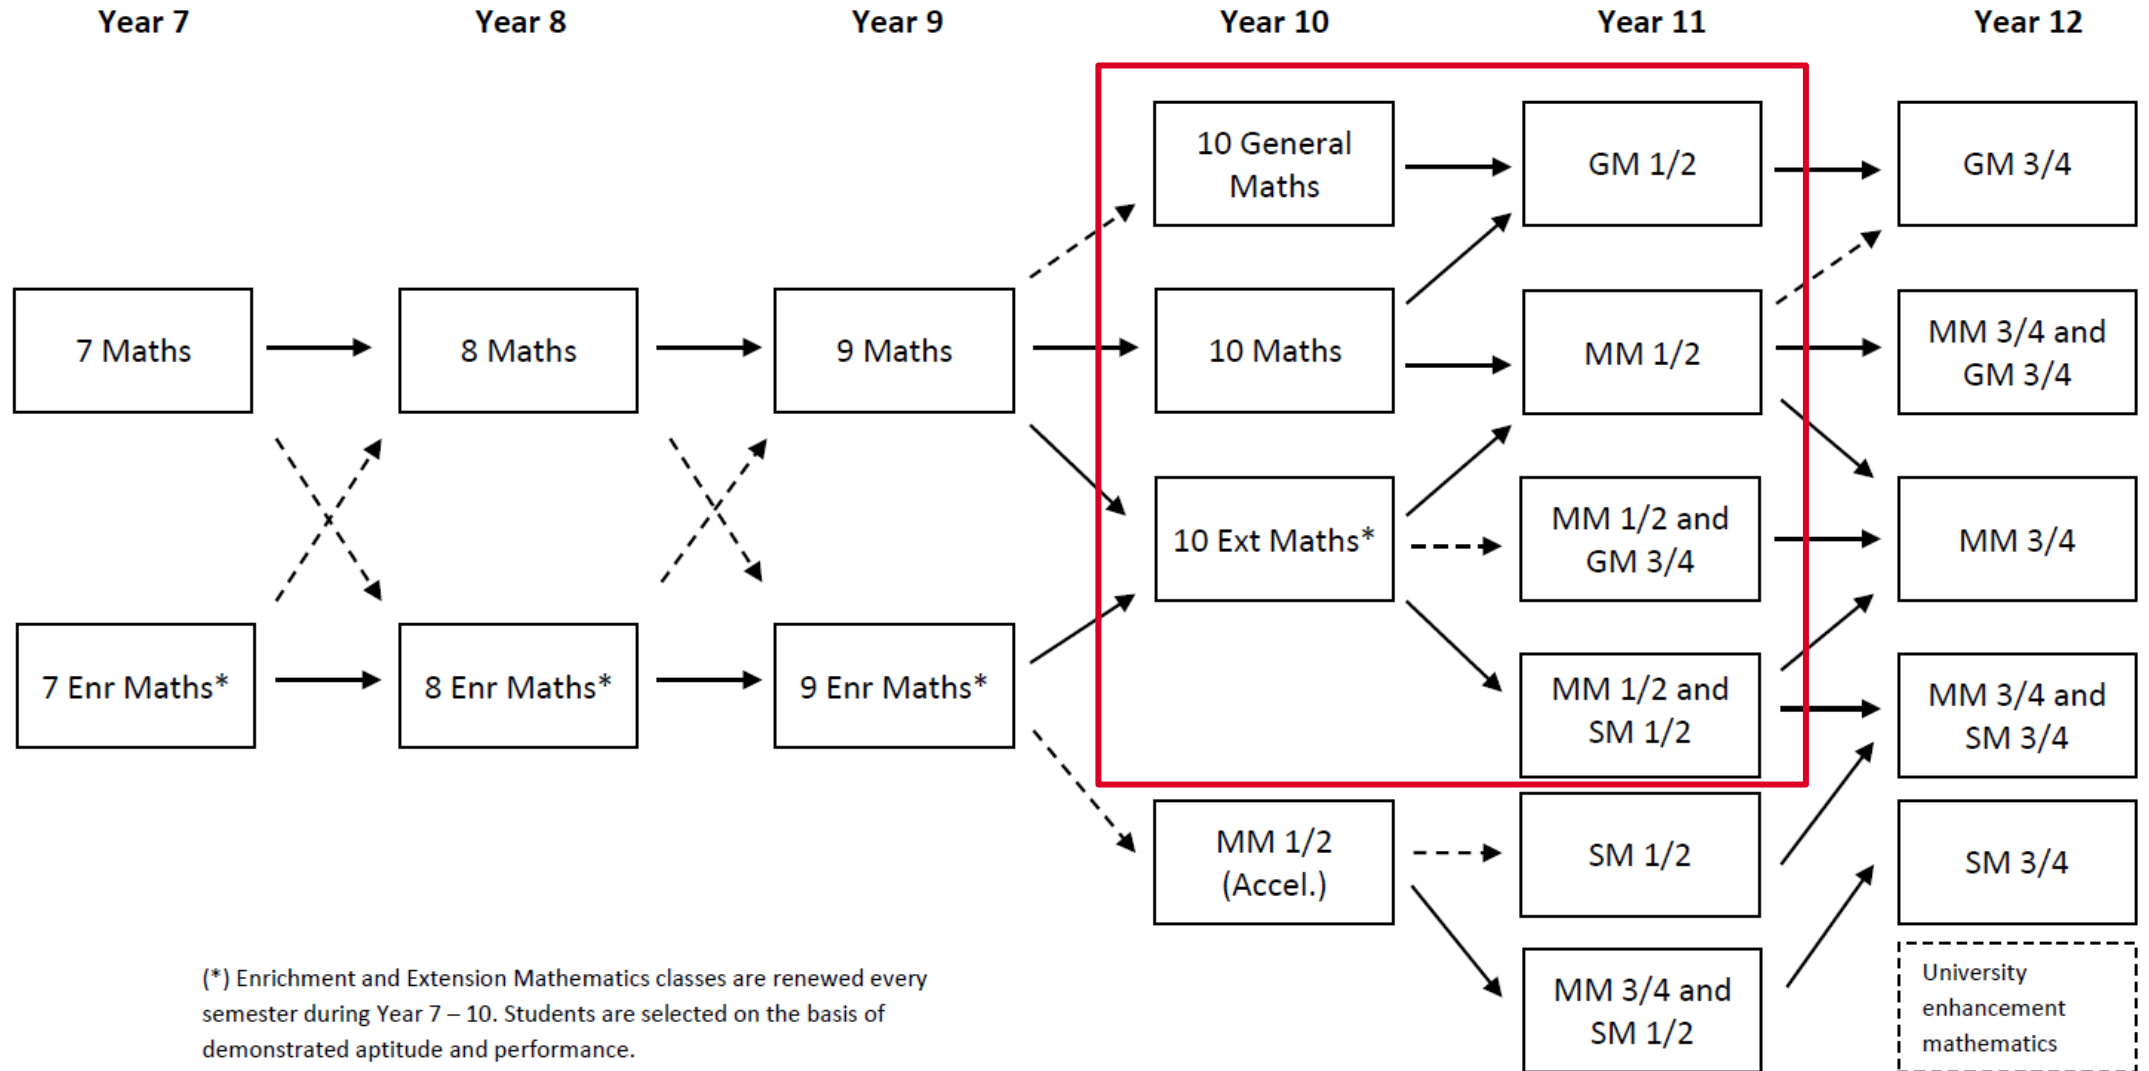 Year 7
Year 8
Year 9
Year 10
Year 11
Year 12
10 General
Maths
GM 1/2
GM 3/4
7 Maths
8 Maths
9 Maths
10 Maths
MM 1/2
MM 3/4 and
GM 3/4
10 Ext Maths*
MM 1/2 and
GM 3/4
MM 3/4
7 Enr Maths*
8 Enr Maths*
9 Enr Maths*
MM 1/2 and
SM 1/2
MM 3/4 and
SM 3/4
MM 1/2
(Accel.)
SM 1/2
SM 3/4
MM 3/4 and
SM 1/2
University
enhancement
mathematics
(*) Enrichment and Extension Mathematics classes are renewed every
semester during Year 7 – 10. Students are selected on the basis of
demonstrated aptitude and performance.